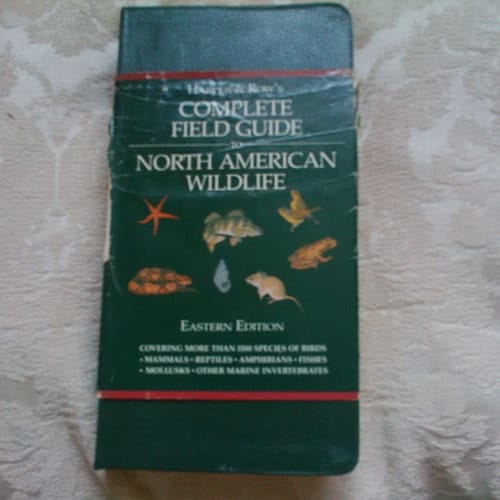 Harper & Row's
COMPLETE
FIELD GUIDE
TO
NORTH AMERICAN
WILDLIFE
EASTERN EDITION
COVERING MORE THAN 1500 SPECIES OF BIRDS
• MAMMALS • REPTILES • AMPHIBIANS • FISHES
• MOLLUSKS • OTHER MARINE INVERTEBRATES